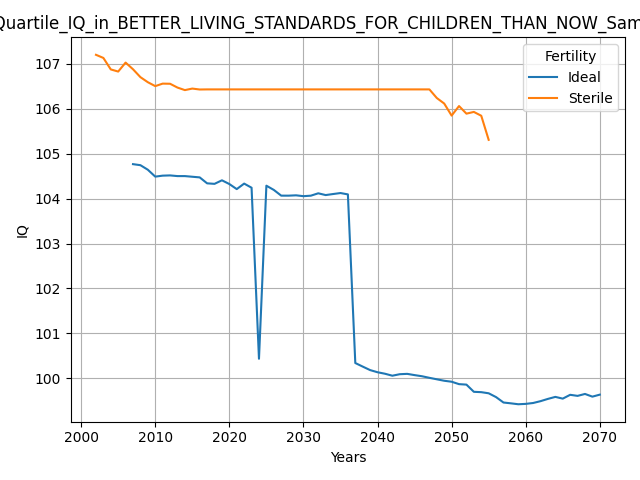 Quartile_IQ_in_BETTER_LIVING_STANDARDS_FOR_CHILDREN_THAN_NOW_Sam
Fertility
Ideal
Sterile
107
106
105
104
103
102
101
100
IQ
2000
2010
2020
2030
2040
2050
2060
2070
Years